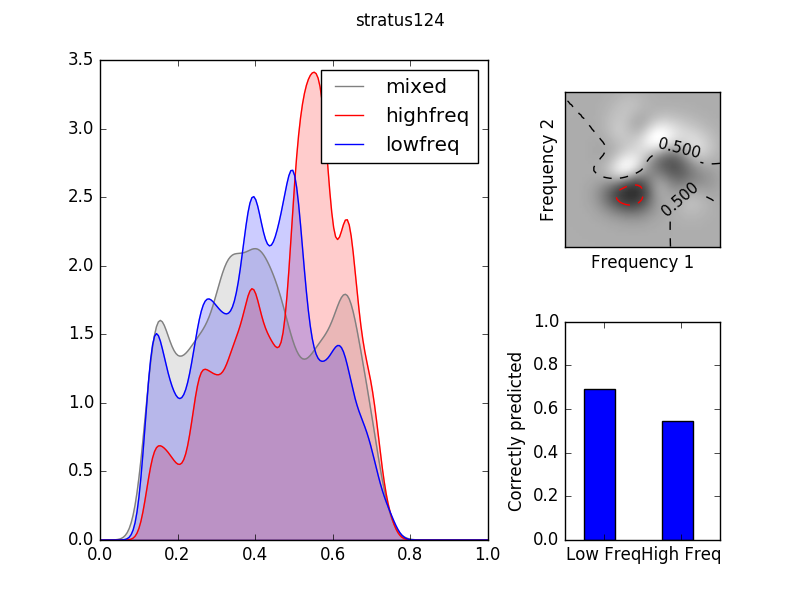 stratus124
3.5
3.0
2.5
2.0
1.5
1.0
0.5
0.0
0.0 0.2 0.4 0.6 0.8 1.0
mixed
highfreq
lowfreq
Frequency 2
0.500
0.500
Frequency 1
Correctly predicted
1.0
0.8
0.6
0.4
0.2
0.0
Low Freq High Freq